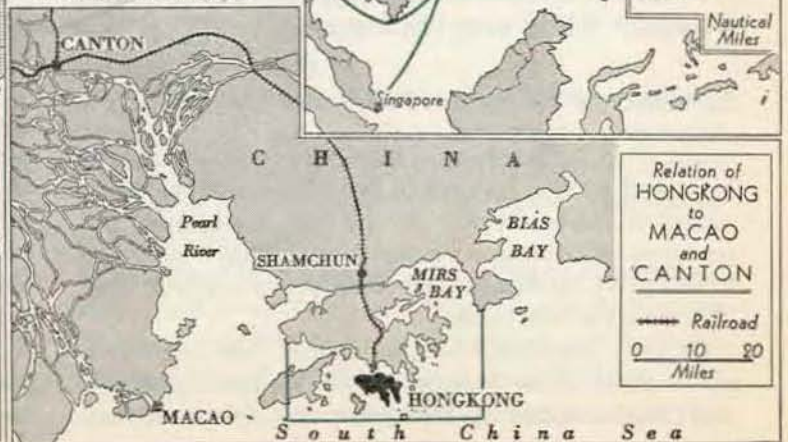 Nautical
Miles
Singapore
CANTON
CHINA
Relation of
HONGKONG
to
MACAO
and
CANTON
Railroad
0 10 20
Miles
Pearl
River
BIAS
BAY
SHAMCHUN
MIRS
BAY
HONGKONG
MACAO
South China Sea